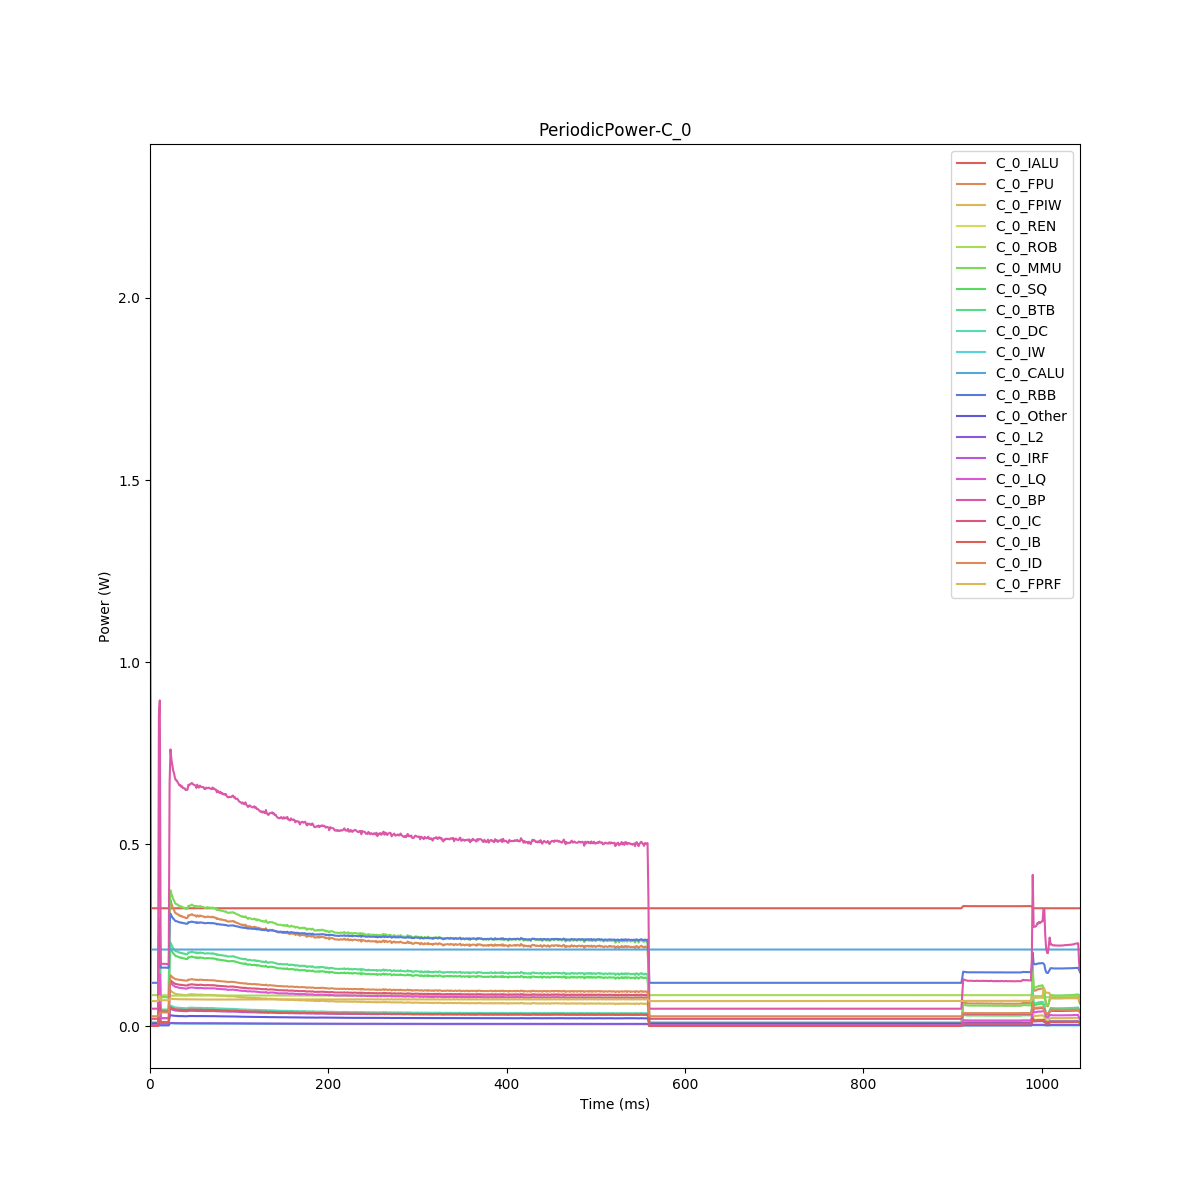 PeriodicPower-C_0
C_0_IALU
C_0_FPU
C_0_FPIW
C_0_REN
C_0_ROB
C_0_MMU
C_0_SQ
C_0_BTB
C_0_DC
C_0_IW
C_0_CALU
C_0_RBB
C_0_Other
C_0_L2
C_0_IRF
C_0_LQ
C_0_BP
C_0_IC
C_0_IB
C_0_ID
C_0_FPRF
2.0
1.5
1.0
0.5
0.0
Power (W)
0 200 400 600 800 1000
Time (ms)